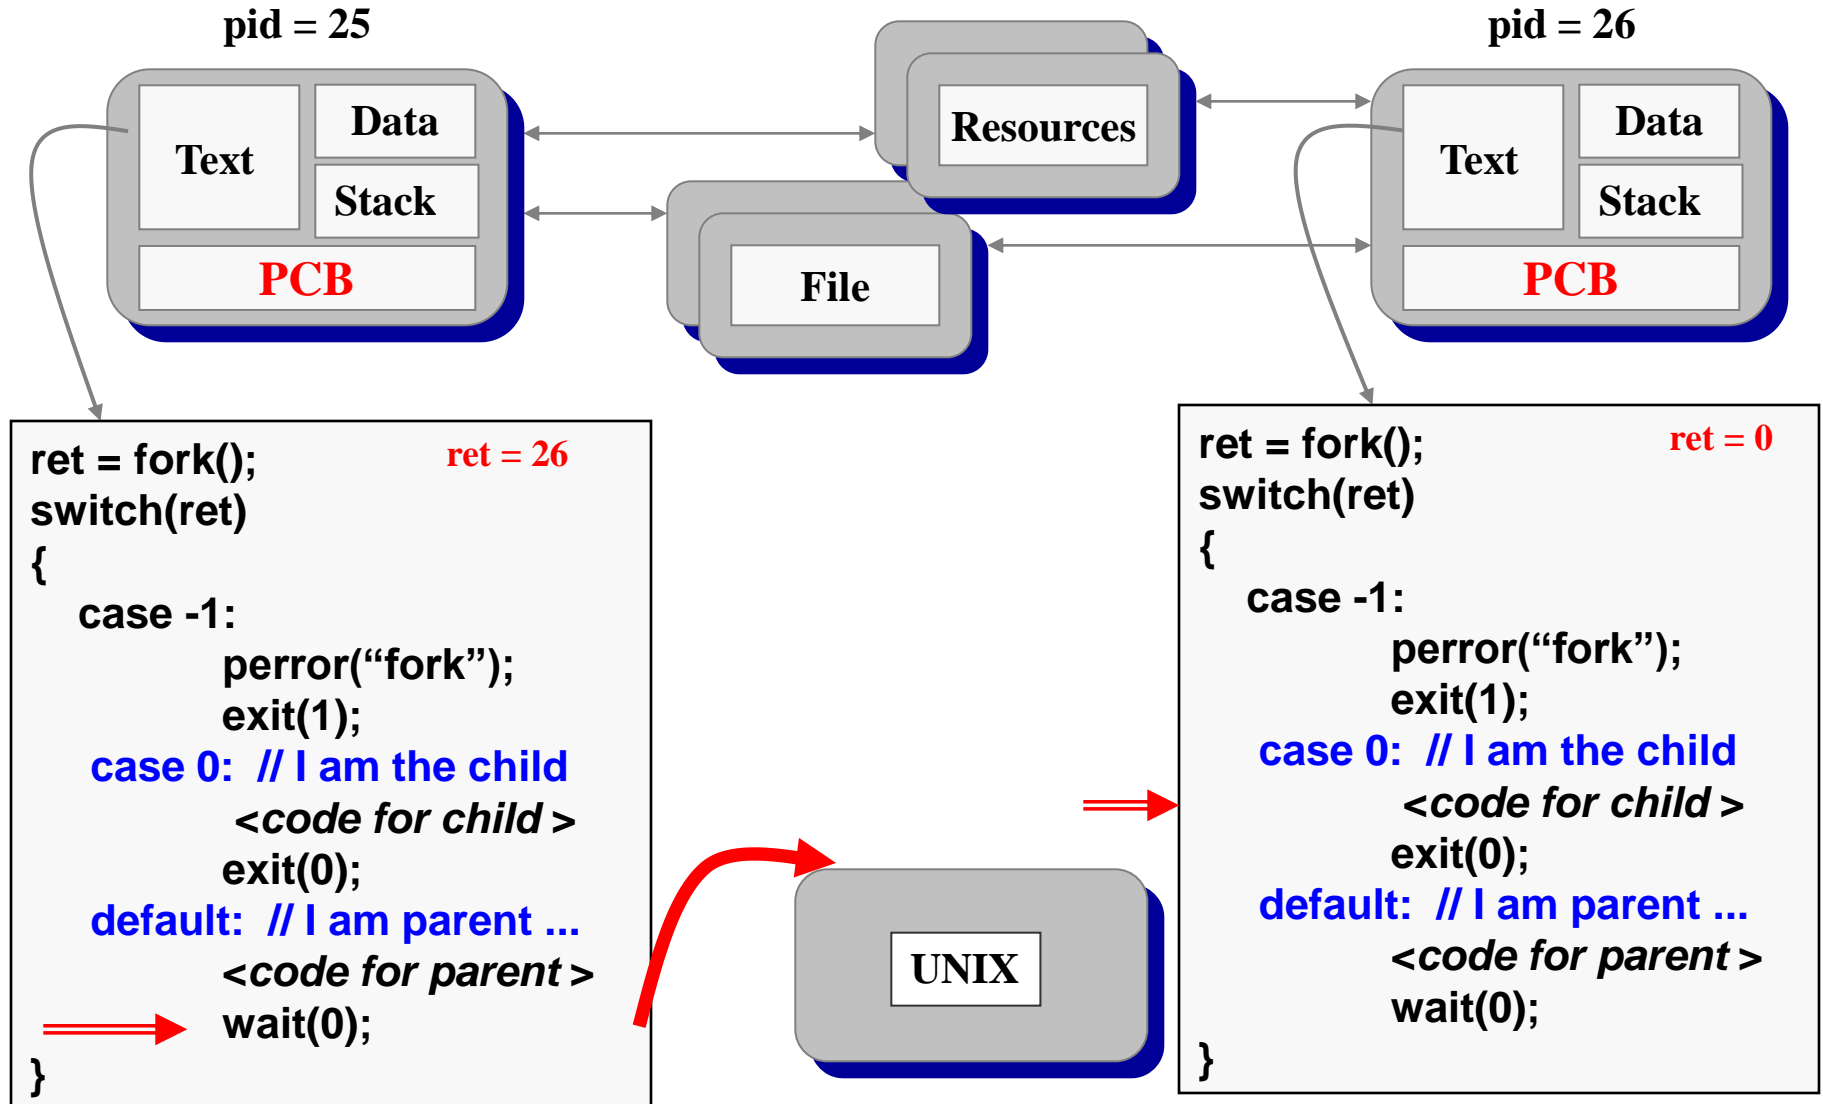 pid = 25
pid = 26
Text
Data
Stack
PCB
Resources
File
Text
Data
Stack
PCB
ret = fork();
ret = 26
switch(ret)
{
case -1:
perror(“fork”);
exit(1);
case 0:  // I am the child
<code for child >
exit(0);
default:  // I am parent ...
<code for parent >
wait(0);
}
UNIX
ret = fork();
ret = 0
switch(ret)
{
case -1:
perror(“fork”);
exit(1);
case 0:  // I am the child
<code for child >
exit(0);
default:  // I am parent ...
<code for parent >
wait(0);
}